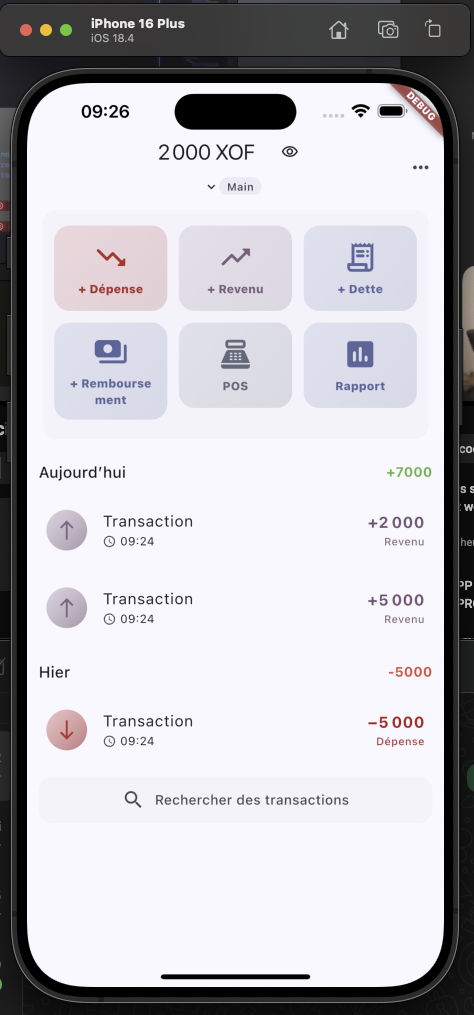 iPhone 16 Plus
iOS 18.4
09:26
DEBUG
2 000 XOF
Main
+ Dépense
+ Revenu
+ Dette
+ Rembourse
ment
POS
Rapport
Aujourd’hui
+7000
Transaction
+2 000
09:24
Revenu
Transaction
+5 000
09:24
Revenu
Hier
-5000
Transaction
−5 000
09:24
Dépense
Rechercher des transactions